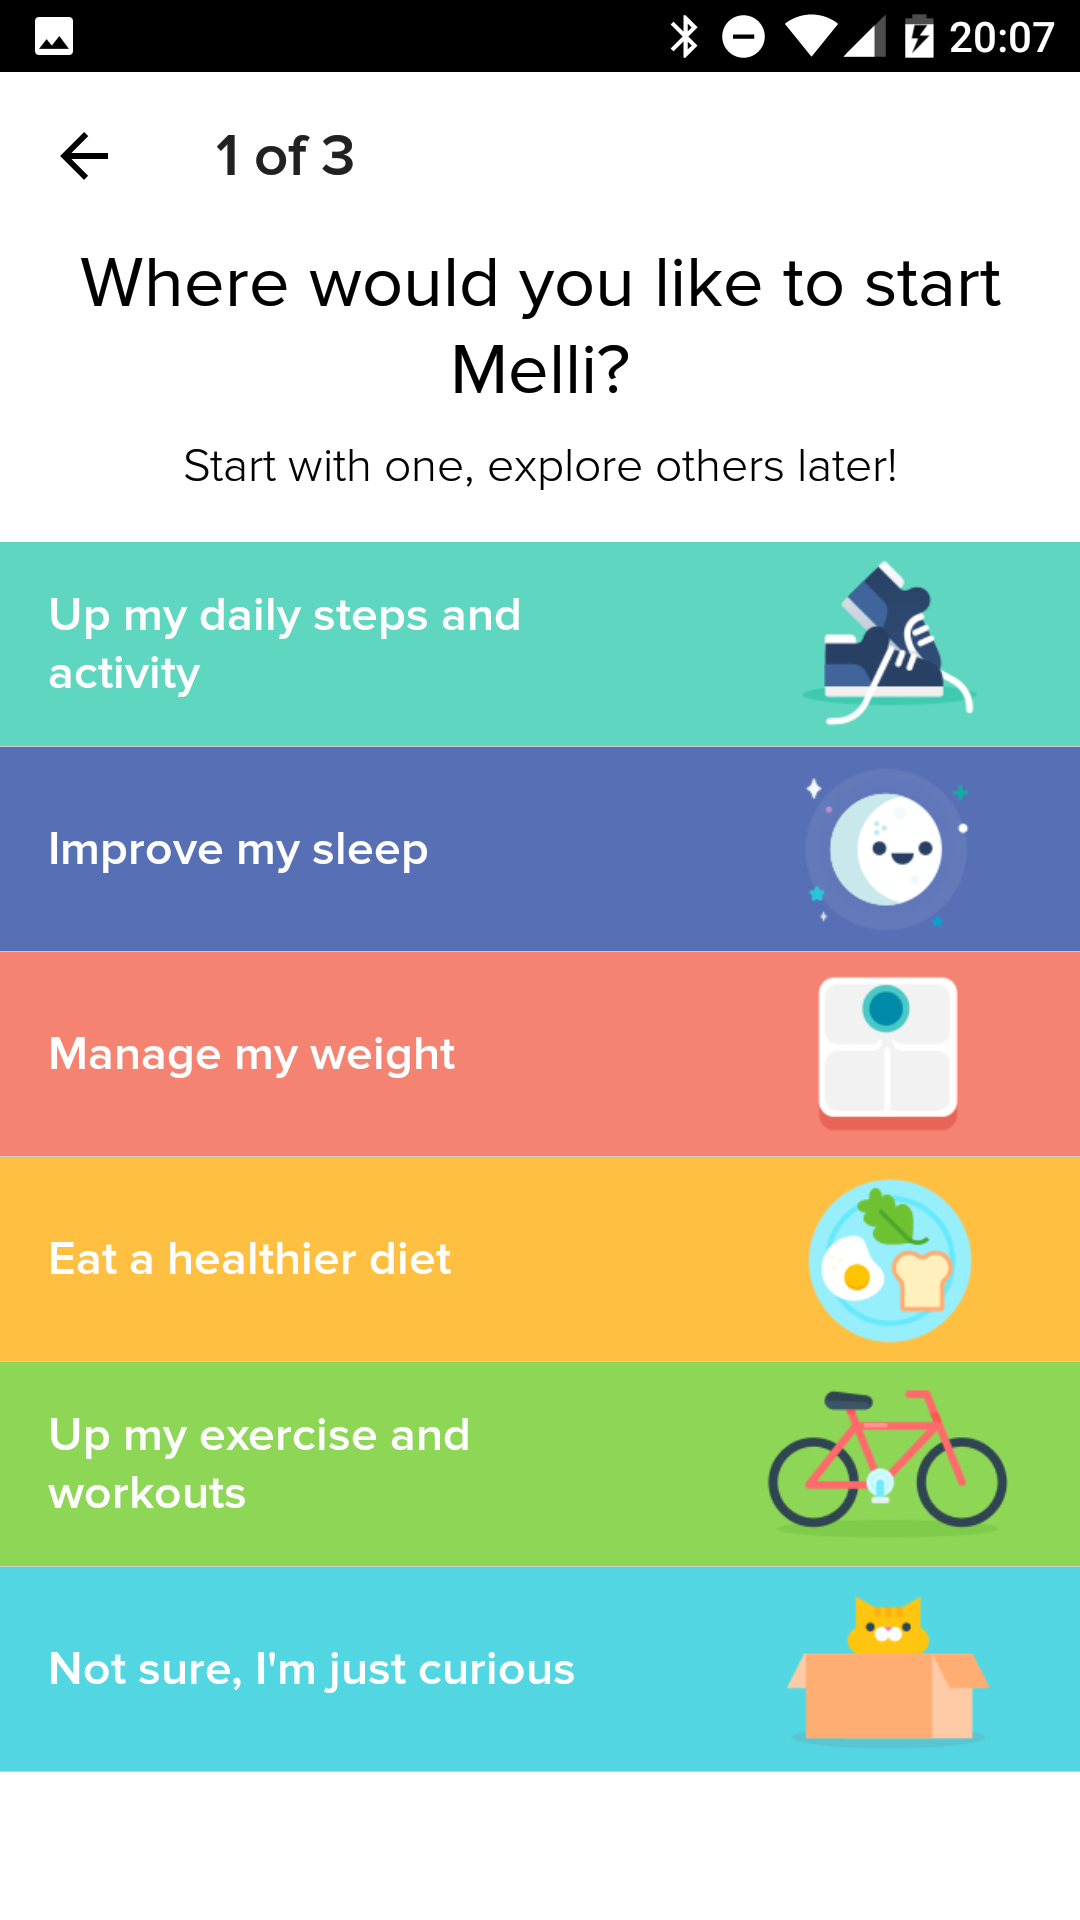 20:07
1 of 3
Where would you like to start
Melli?
Start with one, explore others later!
Up my daily steps and
activity
Improve my sleep
Manage my weight
Eat a healthier diet
Up my exercise and
workouts
Not sure, I'm just curious